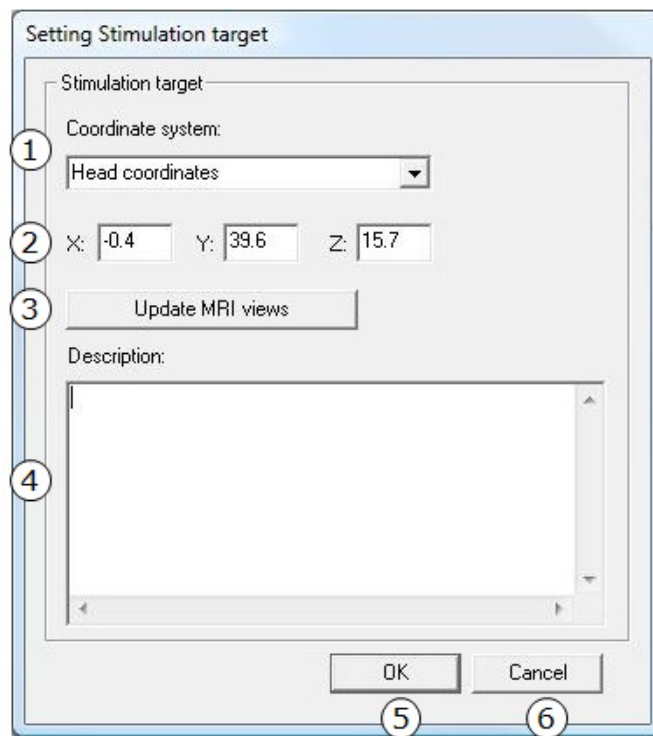 Setting Stimulation target
Stimulation target
Coordinate system:
1
Head coordinates
2 X: -0.4 Y: 39.6 Z: 15.7
3 Update MRI views
Description:
4
OK Cancel
5 6